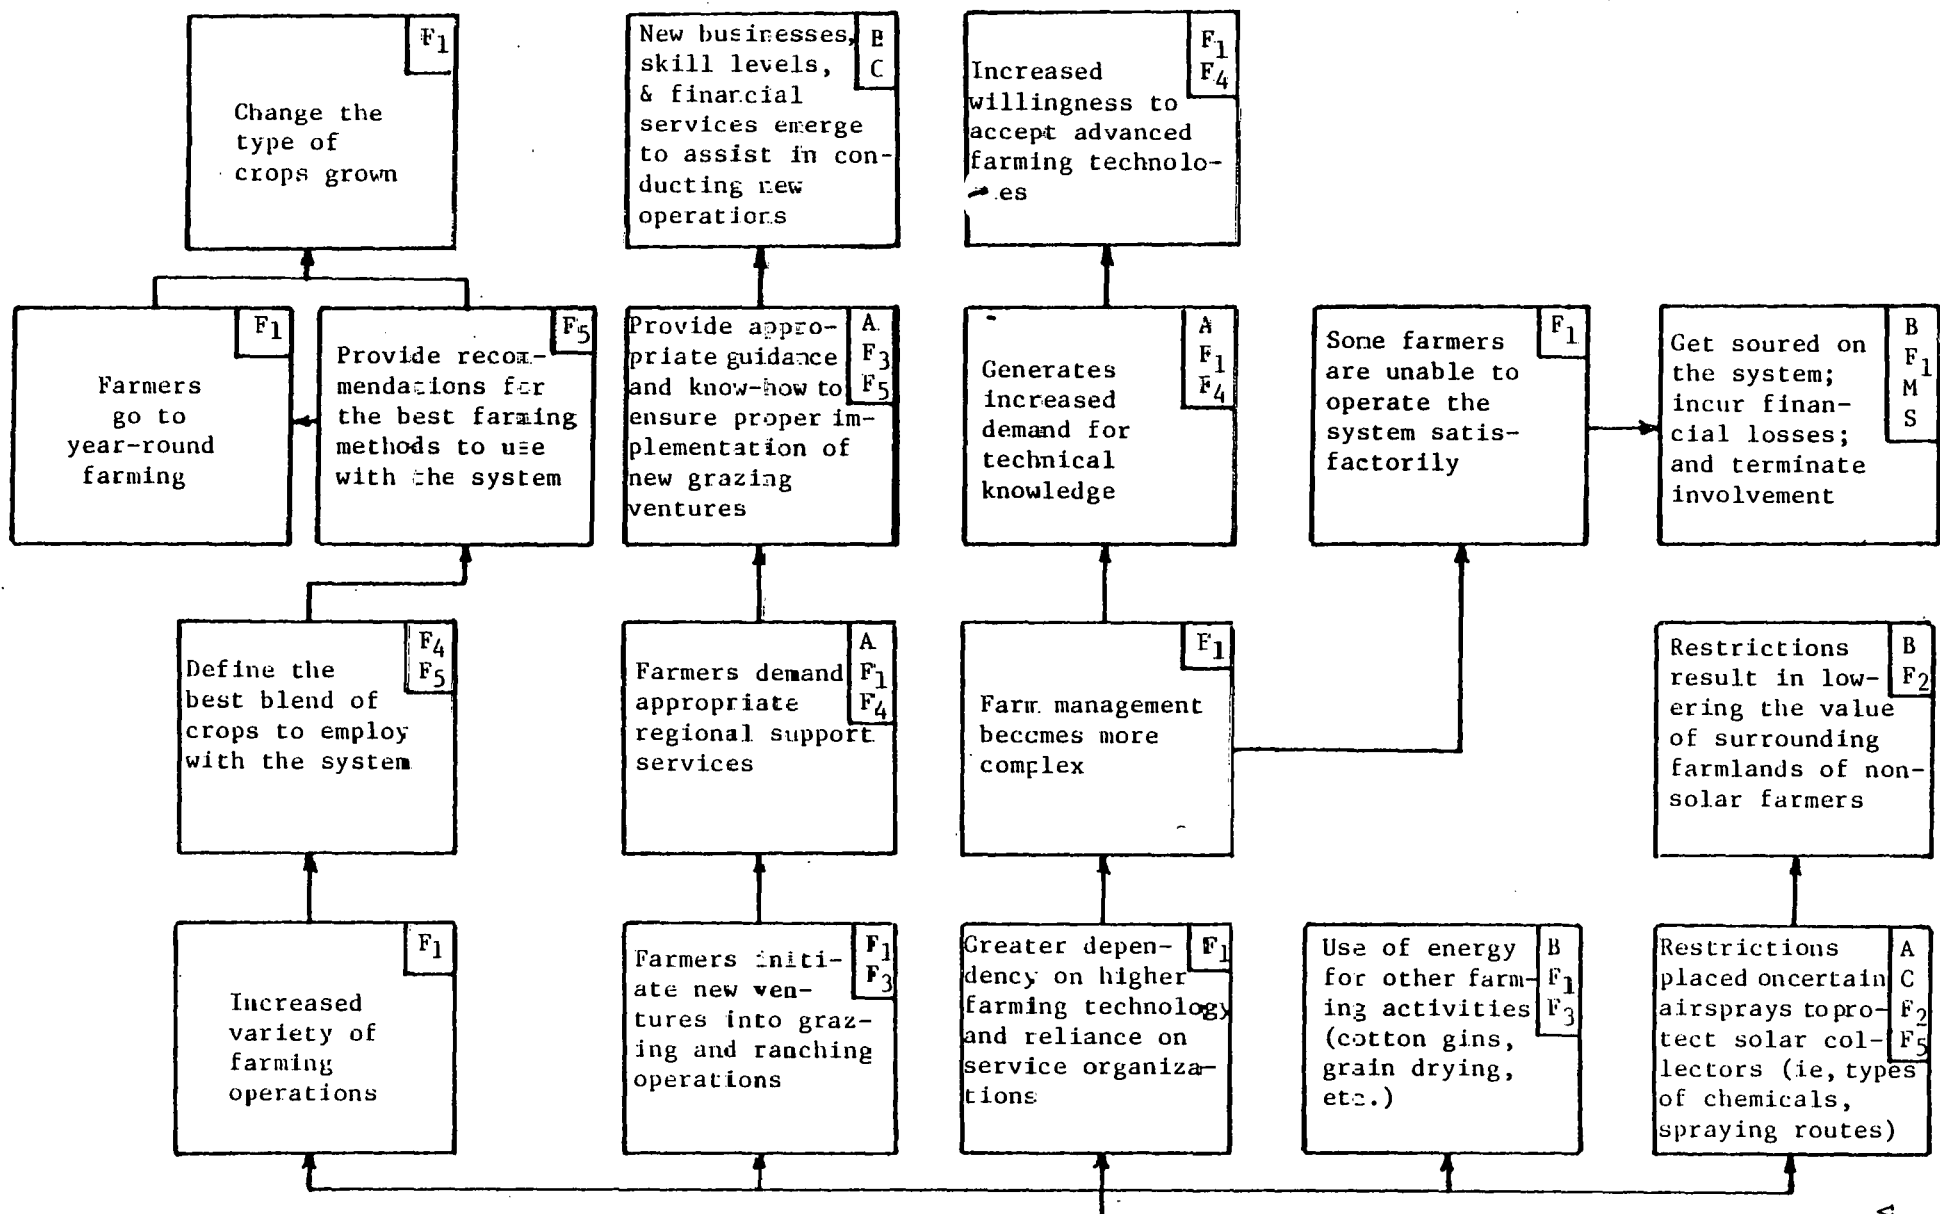 F1
Change the
type of
crops grown
B
C
New businesses,
skill levels,
& financial
services emerge
to assist in con-
ducting new
operations
F1
F4
Increased
willingness to
accept advanced
farming technolo-
es
F1
Farmers
go to
year-round
farming
F5
Provide recom-
mendations for
the best farming
methods to use
with the system
A
F3
F5
Provide appro-
priate guidance
and know-how to
ensure proper im-
plementation of
new grazing
ventures
A
F1
F4
Generates
increased
demand for
technical
knowledge
F1
Some farmers
are unable to
operate the
system satis-
factorily
B
F1
M
S
Get soured on
the system;
incur finan-
cial losses;
and terminate
involvement
F4
F5
Define the
best blend of
crops to employ
with the system
A
F1
F4
Farmers demand
appropriate
regional support
services
F1
Farm management
becomes more
complex
B
F2
Restrictions
result in low-
ering the value
of surrounding
farmlands of non-
solar farmers
F1
Increased
variety of
farming
operations
F1
F3
Farmers initi-
ate new ven-
tures into graz-
ing and ranching
operations
F1
Greater depen-
dency on higher
farming technology
and reliance on
service organiza-
tions
B
F1
F3
Use of energy
for other farm-
ing activities
(cotton gins,
grain drying,
etc.)
A
C
F2
F5
Restrictions
placed oncertain
airsprays to pro-
tect solar col-
lectors (ie, types
of chemicals,
spraying routes)